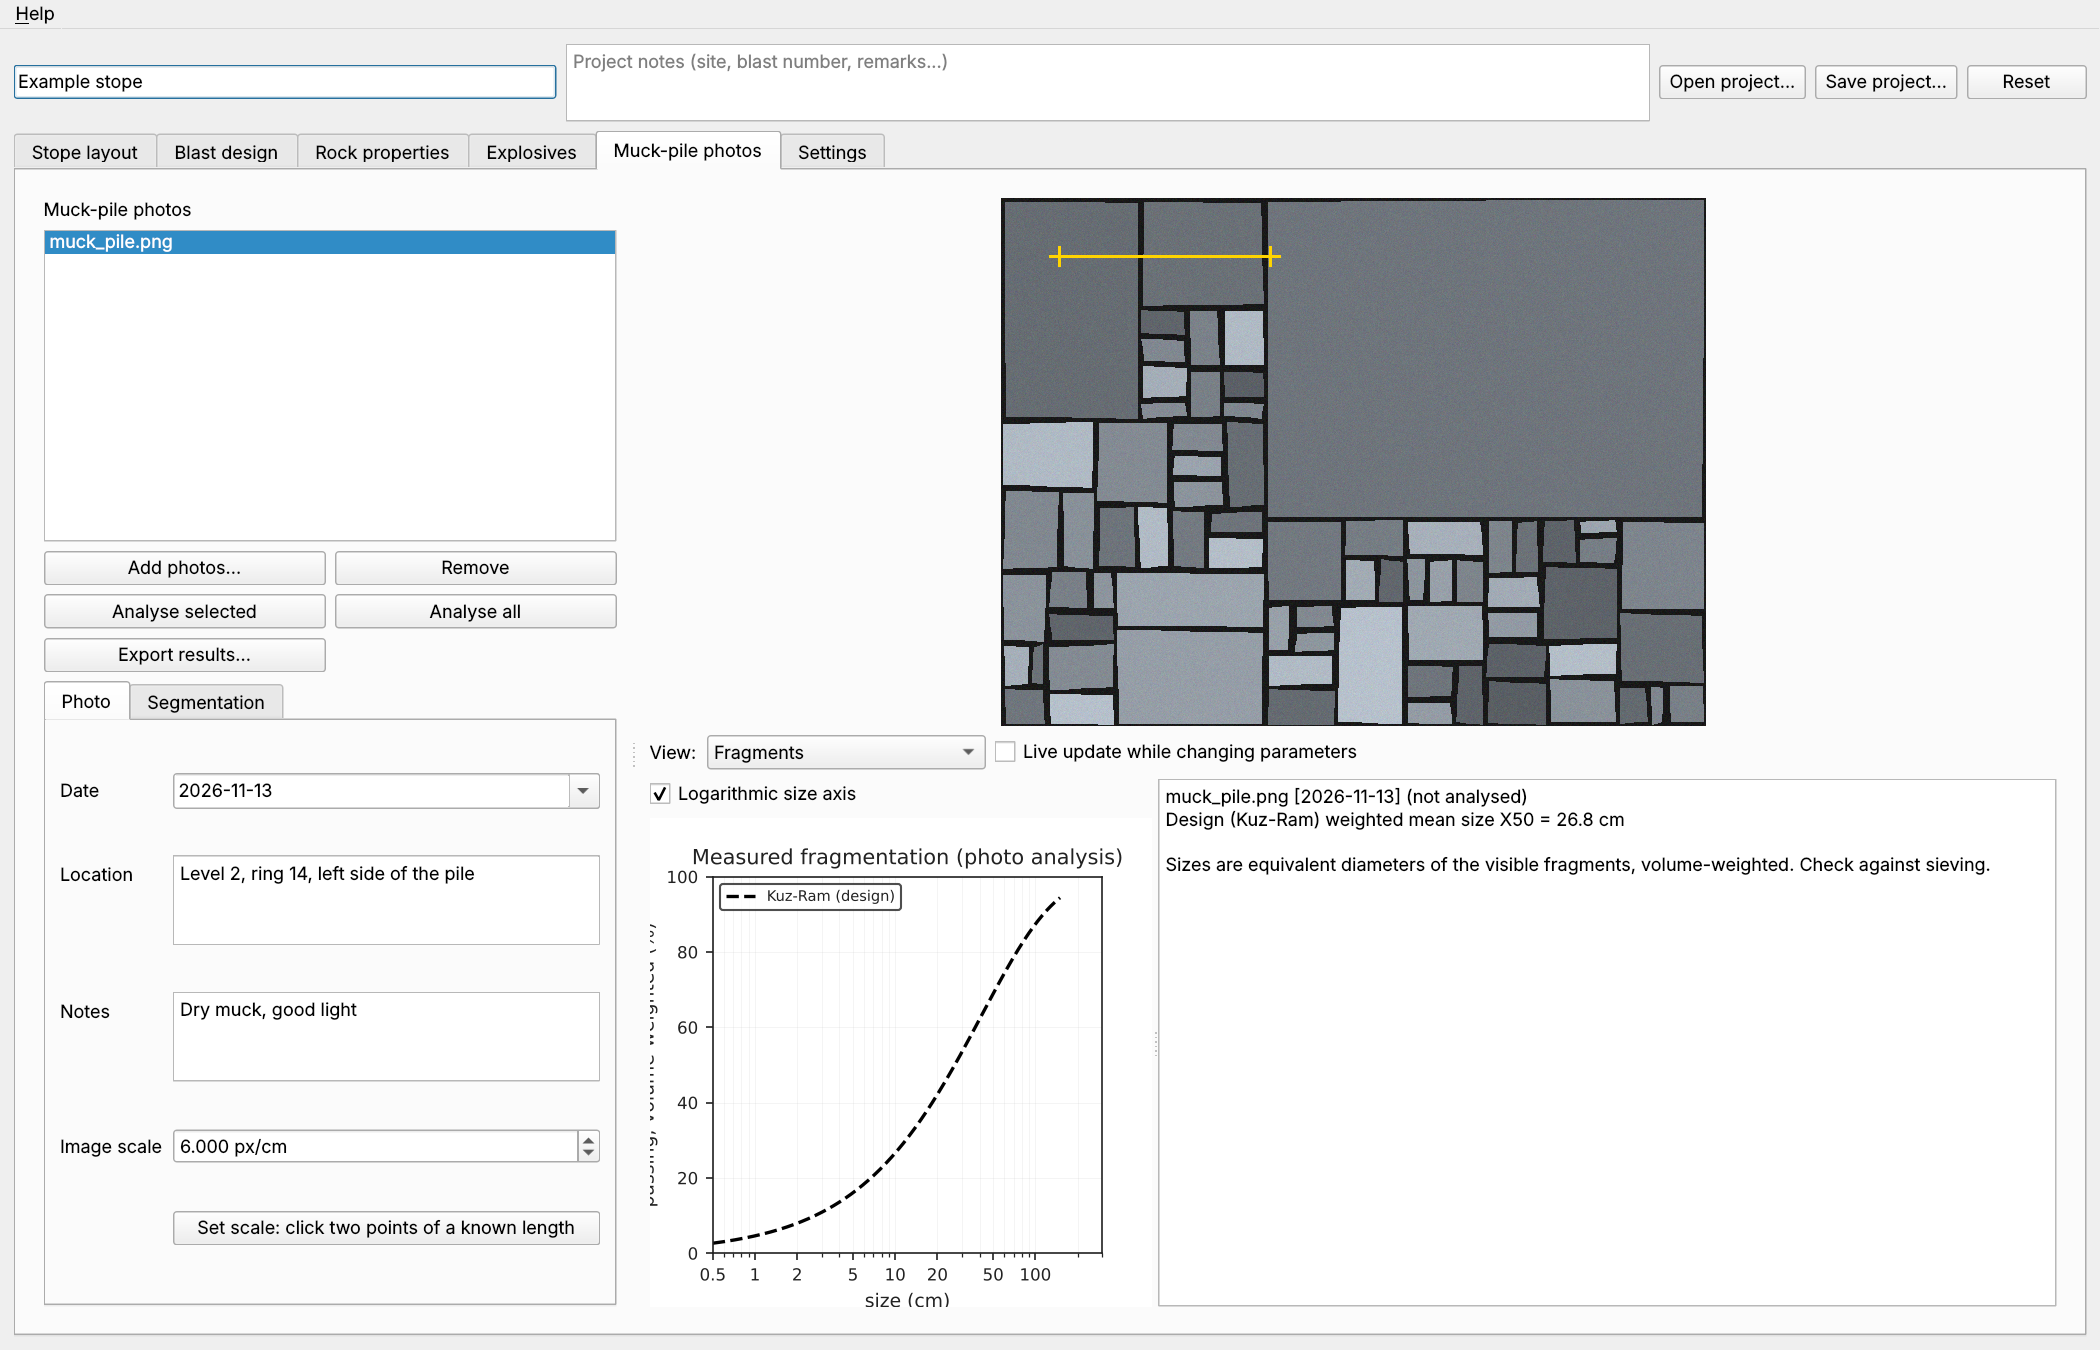 Help
Example stope
Project notes (site, blast number, remarks...)
Open project...
Save project...
Reset
Stope layout
Blast design
Rock properties
Explosives
Muck-pile photos
Settings
Muck-pile photos
muck_pile.png
Add photos...
Remove
Analyse selected
Analyse all
Export results...
Photo
Segmentation
Date
2026-11-13
Location
Level 2, ring 14, left side of the pile
Notes
Dry muck, good light
Image scale
6.000 px/cm
Set scale: click two points of a known length
View:
Fragments
Live update while changing parameters
Logarithmic size axis
Measured fragmentation (photo analysis)
Kuz-Ram (design)
100
80
60
40
20
0
0.5 1 2 5 10 20 50 100
size (cm)
muck_pile.png [2026-11-13] (not analysed)
Design (Kuz-Ram) weighted mean size X50 = 26.8 cm
Sizes are equivalent diameters of the visible fragments, volume-weighted. Check against sieving.